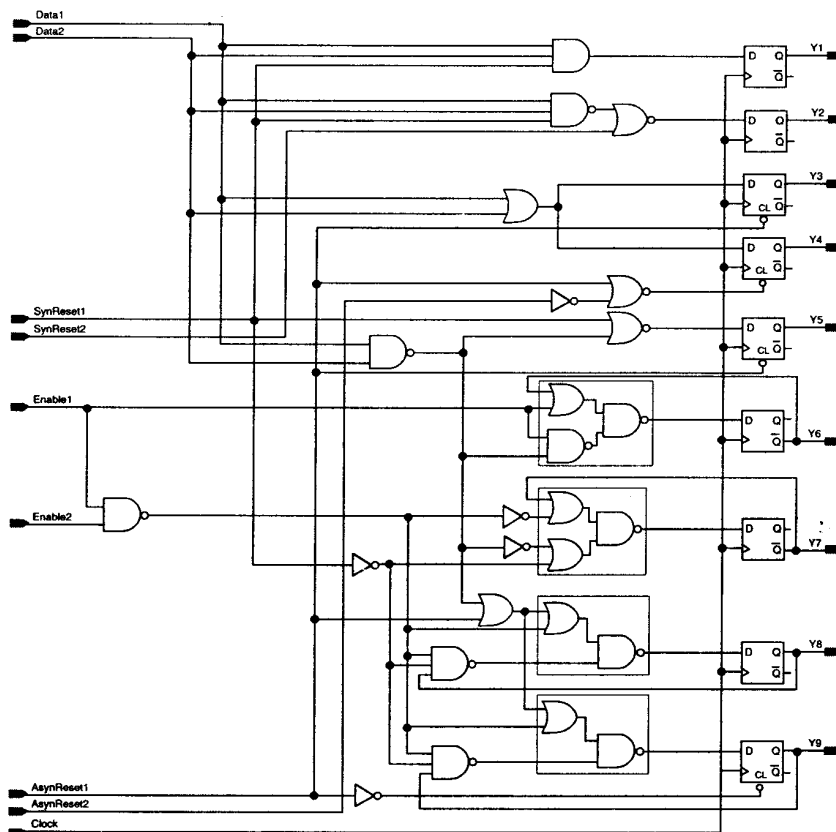 Data1
Data2
D Q Y1
Q
D Q Y2
Q
D Q Y3
CL Q
D Q Y4
CL Q
SynReset1
SynReset2
D Q Y5
CL Q
Enable1
D Q
Q Y6
Enable2
D Q
Q Y7
D Q Y8
Q
D Q Y9
CL Q
AsynReset1
AsynReset2
Clock